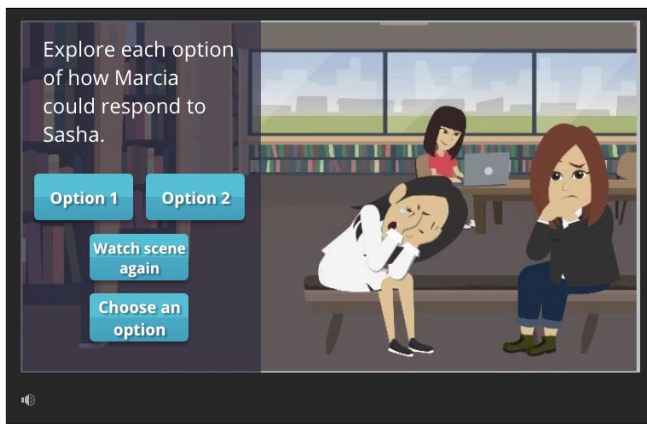 Explore each option
of how Marcia
could respond to
Sasha.
Option 1
Option 2
Watch scene
again
Choose an
option